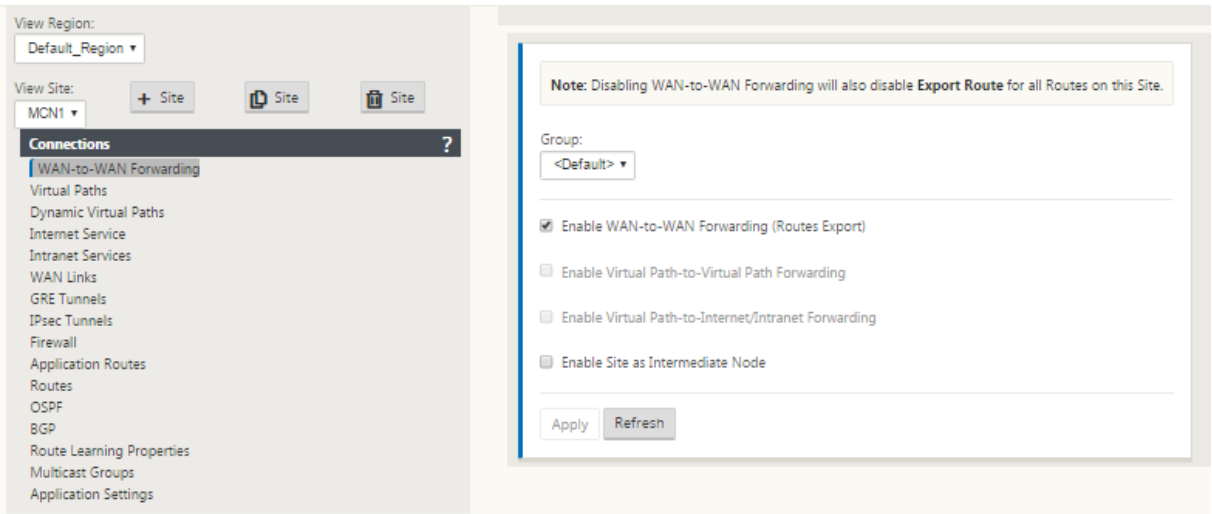 View Region:
Default_Region
View Site:
+ Site Site Site
MCN1
Connections ?
WAN-to-WAN Forwarding
Virtual Paths
Dynamic Virtual Paths
Internet Service
Intranet Services
WAN Links
GRE Tunnels
IPsec Tunnels
Firewall
Application Routes
Routes
OSPF
BGP
Route Learning Properties
Multicast Groups
Application Settings
Note: Disabling WAN-to-WAN Forwarding will also disable Export Route for all Routes on this Site.
Group:
<Default>
Enable WAN-to-WAN Forwarding (Routes Export)
Enable Virtual Path-to-Virtual Path Forwarding
Enable Virtual Path-to-Internet/Intranet Forwarding
Enable Site as Intermediate Node
Apply Refresh